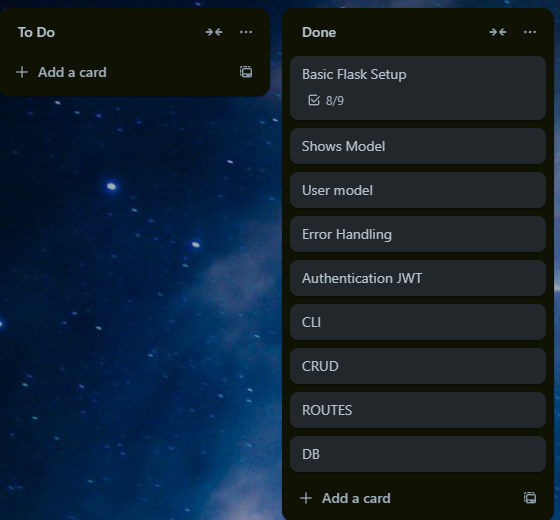 To Do
Add a card
Done
Basic Flask Setup
8/9
Shows Model
User model
Error Handling
Authentication JWT
CLI
CRUD
ROUTES
DB
Add a card